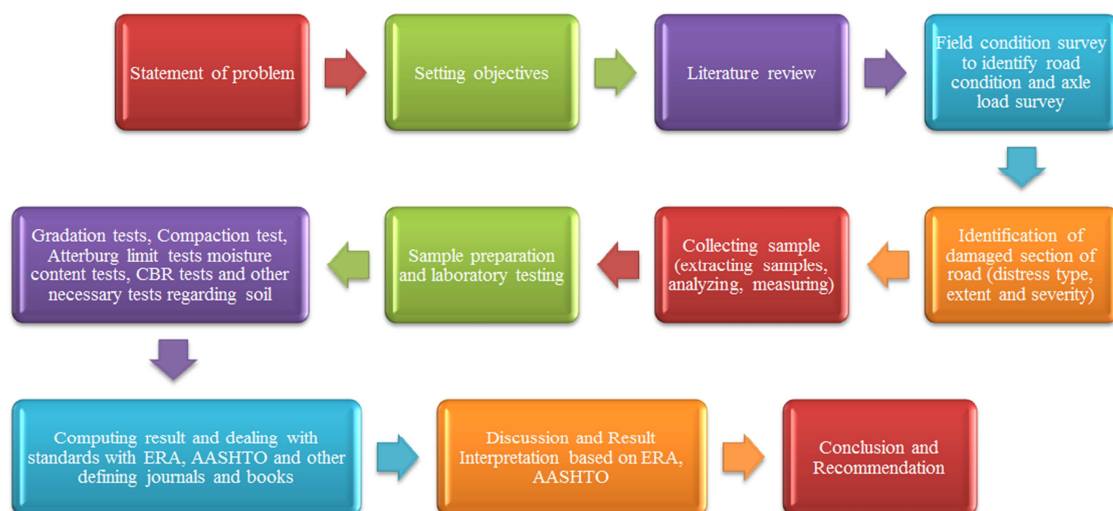 Statement of problem
Setting objectives
Literature review
Field condition survey
to identify road
condition and axle
load survey
Identification of
damaged section of
road (distress type,
extent and severity)
Collecting sample
(extracting samples,
analyzing, measuring)
Sample preparation
and laboratory testing
Gradation tests, Compaction test,
Atterburg limit tests moisture
content tests, CBR tests and other
necessary tests regarding soil
Computing result and dealing with
standards with ERA, AASHTO and other
defining journals and books
Discussion and Result
Interpretation based on ERA,
AASHTO
Conclusion and
Recommendation